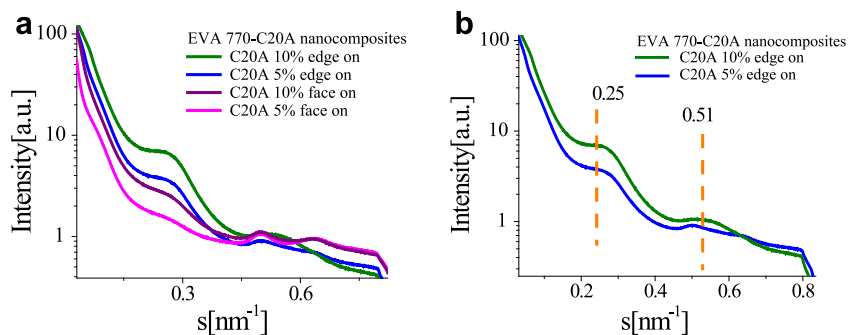 a
EVA 770-C20A nanocomposites
C20A 10% edge on
C20A 5% edge on
C20A 10% face on
C20A 5% face on
100
10
1
Intensity[a.u.]
0.3
0.6
s[nm⁻¹]
b
EVA 770-C20A nanocomposites
C20A 10% edge on
C20A 5% edge on
0.25
0.51
100
10
1
Intensity[a.u.]
0.2
0.4
0.6
0.8
s[nm⁻¹]